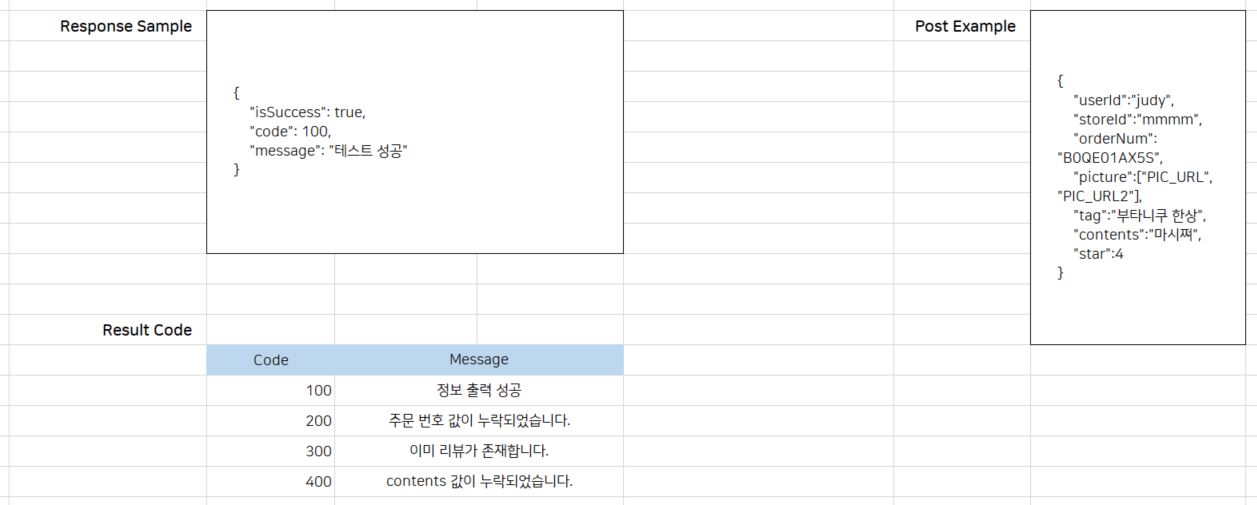 Response Sample
{
"isSuccess": true,
"code": 100,
"message": "테스트 성공"
}
Post Example
{
"userId":"judy",
"storeId":"mmmm",
"orderNum":
"B0QE01AX5S",
"picture":["PIC_URL",
"PIC_URL2"],
"tag":"부타니쿠 한상",
"contents":"마시쪄",
"star":4
}
Result Code
Code Message
100 정보 출력 성공
200 주문 번호 값이 누락되었습니다.
300 이미 리뷰가 존재합니다.
400 contents 값이 누락되었습니다.